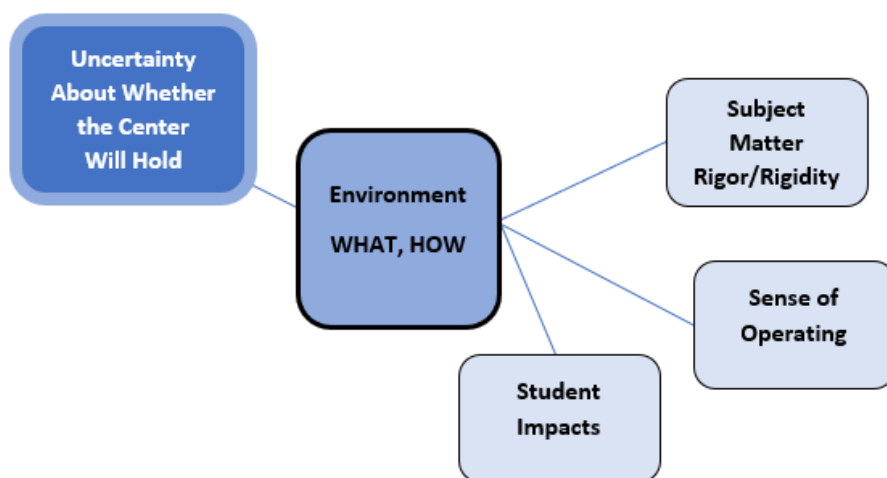 Uncertainty
About Whether
the Center
Will Hold
Environment
WHAT, HOW
Subject
Matter
Rigor/Rigidity
Sense of
Operating
Student
Impacts